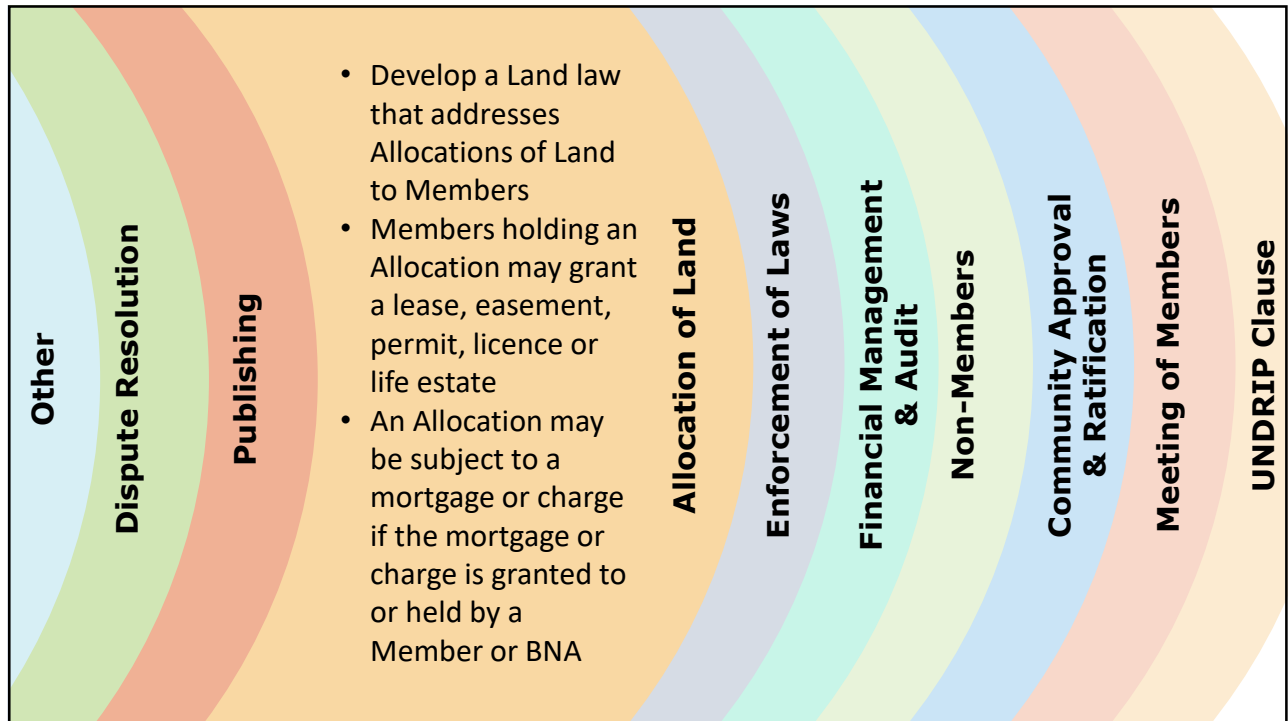 Other
Dispute Resolution
Publishing
• Develop a Land law
that addresses
Allocations of Land
to Members
• Members holding an
Allocation may grant
a lease, easement,
permit, licence or
life estate
• An Allocation may
be subject to a
mortgage or charge
if the mortgage or
charge is granted to
or held by a
Member or BNA
Allocation of Land
Enforcement of Laws
Financial Management
& Audit
Non-Members
Community Approval
& Ratification
Meeting of Members
UNDRIP Clause